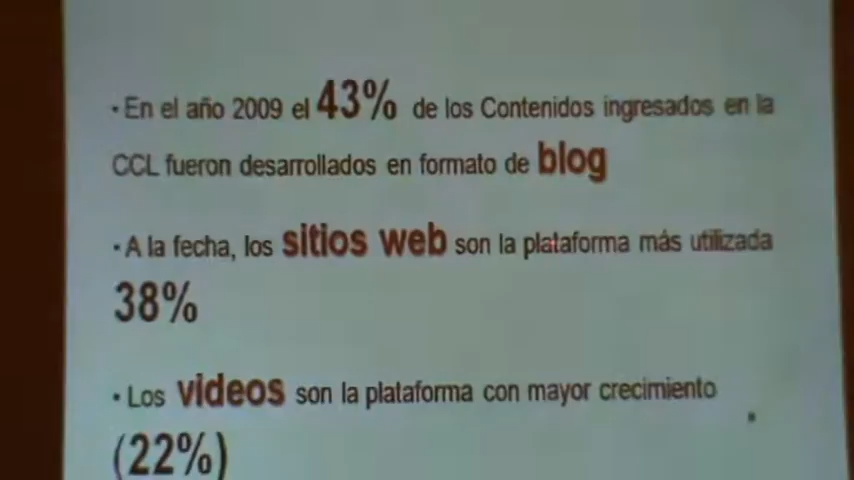 • En el año 2009 el 43% de los Contenidos ingresados en la
CCL fueron desarrollados en formato de blog
• A la fecha, los sitios web son la plataforma más utilizada
38%
• Los videos son la plataforma con mayor crecimiento
(22%)